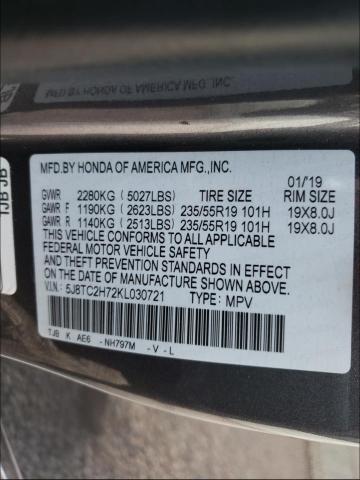 MFD.BY HONDA OF AMERICA MFG.,INC.
01/19
GVWR 2280KG (5027LBS) TIRE SIZE RIM SIZE
GAWR F 1190KG (2623LBS) 235/55R19 101H 19X8.0J
GAWR R 1140KG (2513LBS) 235/55R19 101H 19X8.0J
THIS VEHICLE CONFORMS TO ALL APPLICABLE
FEDERAL MOTOR VEHICLE SAFETY
AND THEFT PREVENTION STANDARDS IN EFFECT
ON THE DATE OF MANUFACTURE SHOWN ABOVE.
V.I.N.: 5J8TC2H72KL030721 TYPE: MPV
TJB K AE6 -NH797M -V-L
TJB JB